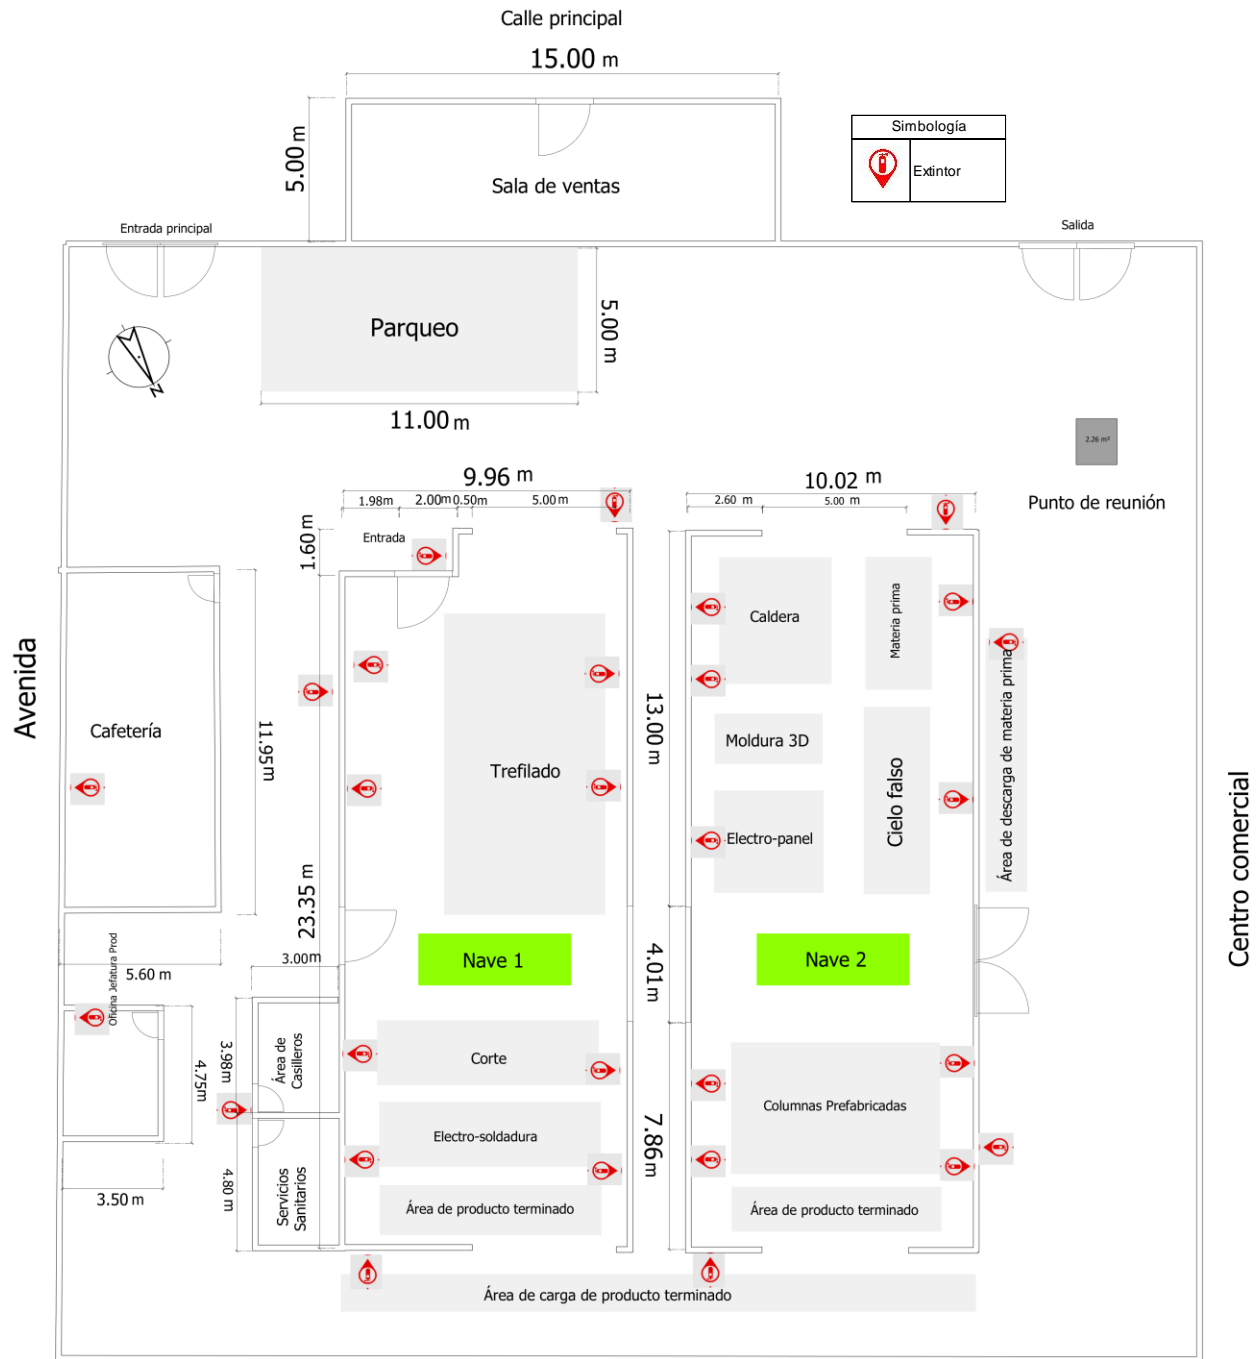 Calle principal
15.00 m
5.00 m
Sala de ventas
Simbología
Extintor
Entrada principal
Salida
Parqueo
5.00 m
11.00 m
N
2.26 m²
Punto de reunión
9.96 m
1.98m
2.00m
0.50m
5.00 m
10.02 m
2.60 m
5.00 m
1.60 m
Entrada
Avenida
Cafetería
11.95m
23.35 m
Trefilado
13.00 m
Caldera
Materia prima
Moldura 3D
Cielo falso
Electro-panel
Área de descarga de materia prima
Centro comercial
Nave 1
4.01m
Nave 2
Oficina Jefatura Prod
5.60 m
3.00m
Área de
Casilleros
3.98m
4.75m
Corte
Columnas Prefabricadas
Electro-soldadura
7.86m
3.50 m
4.80 m
Servicios
Sanitarios
Área de producto terminado
Área de producto terminado
Área de carga de producto terminado